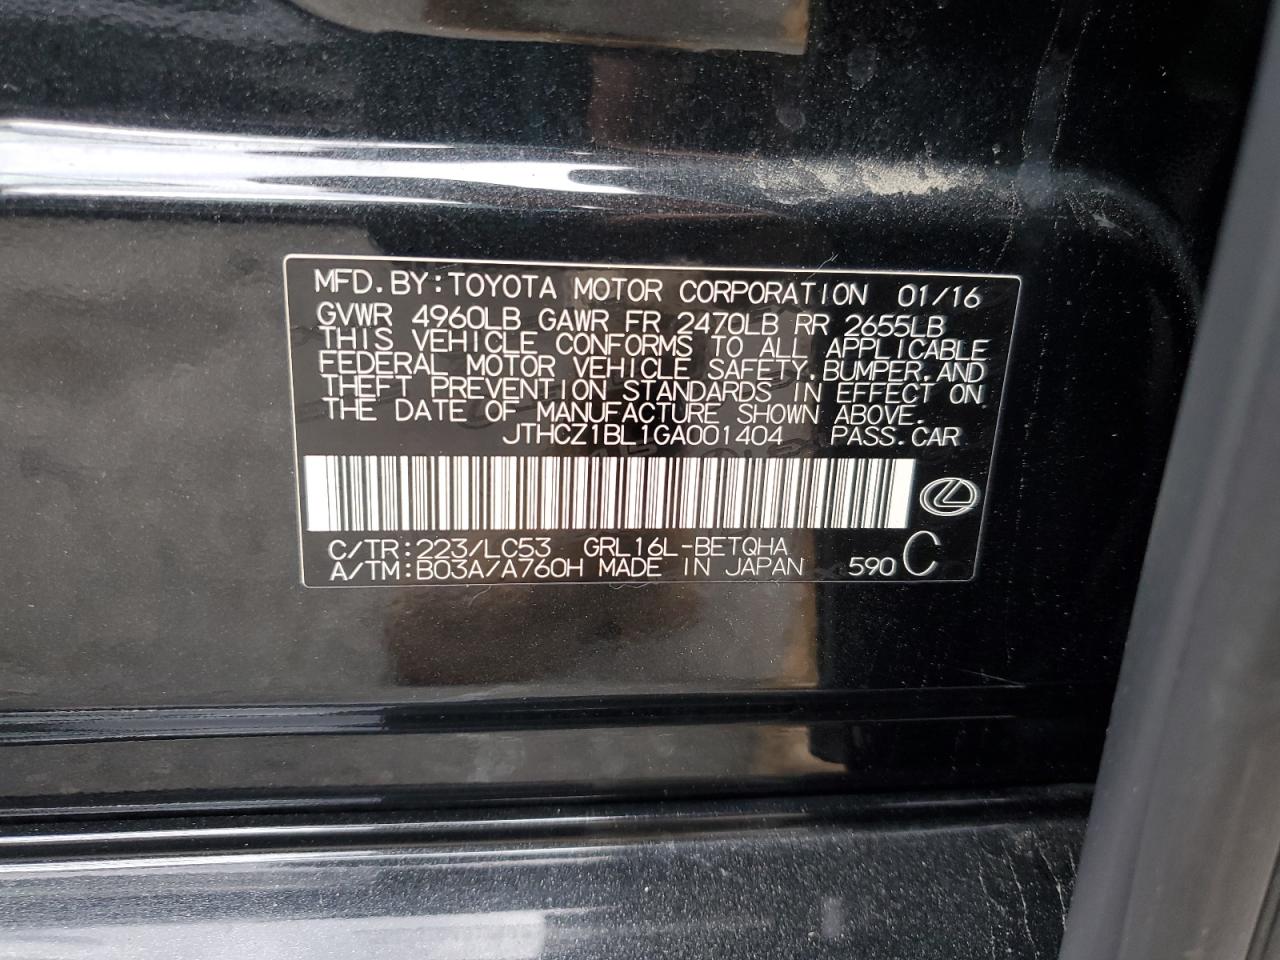 MFD.BY:TOYOTA MOTOR CORPORATION 01/16
GVWR 4960LB GAWR FR 2470LB RR 2655LB
THIS VEHICLE CONFORMS TO ALL APPLICABLE
FEDERAL MOTOR VEHICLE SAFETY,BUMPER,AND
THEFT PREVENTION STANDARDS IN EFFECT ON
THE DATE OF MANUFACTURE SHOWN ABOVE.
JTHCZ1BL1GA001404 PASS.CAR
C/TR:223/LC53 GRL16L-BETQHA
A/TM:B03A/A760H MADE IN JAPAN 590 C